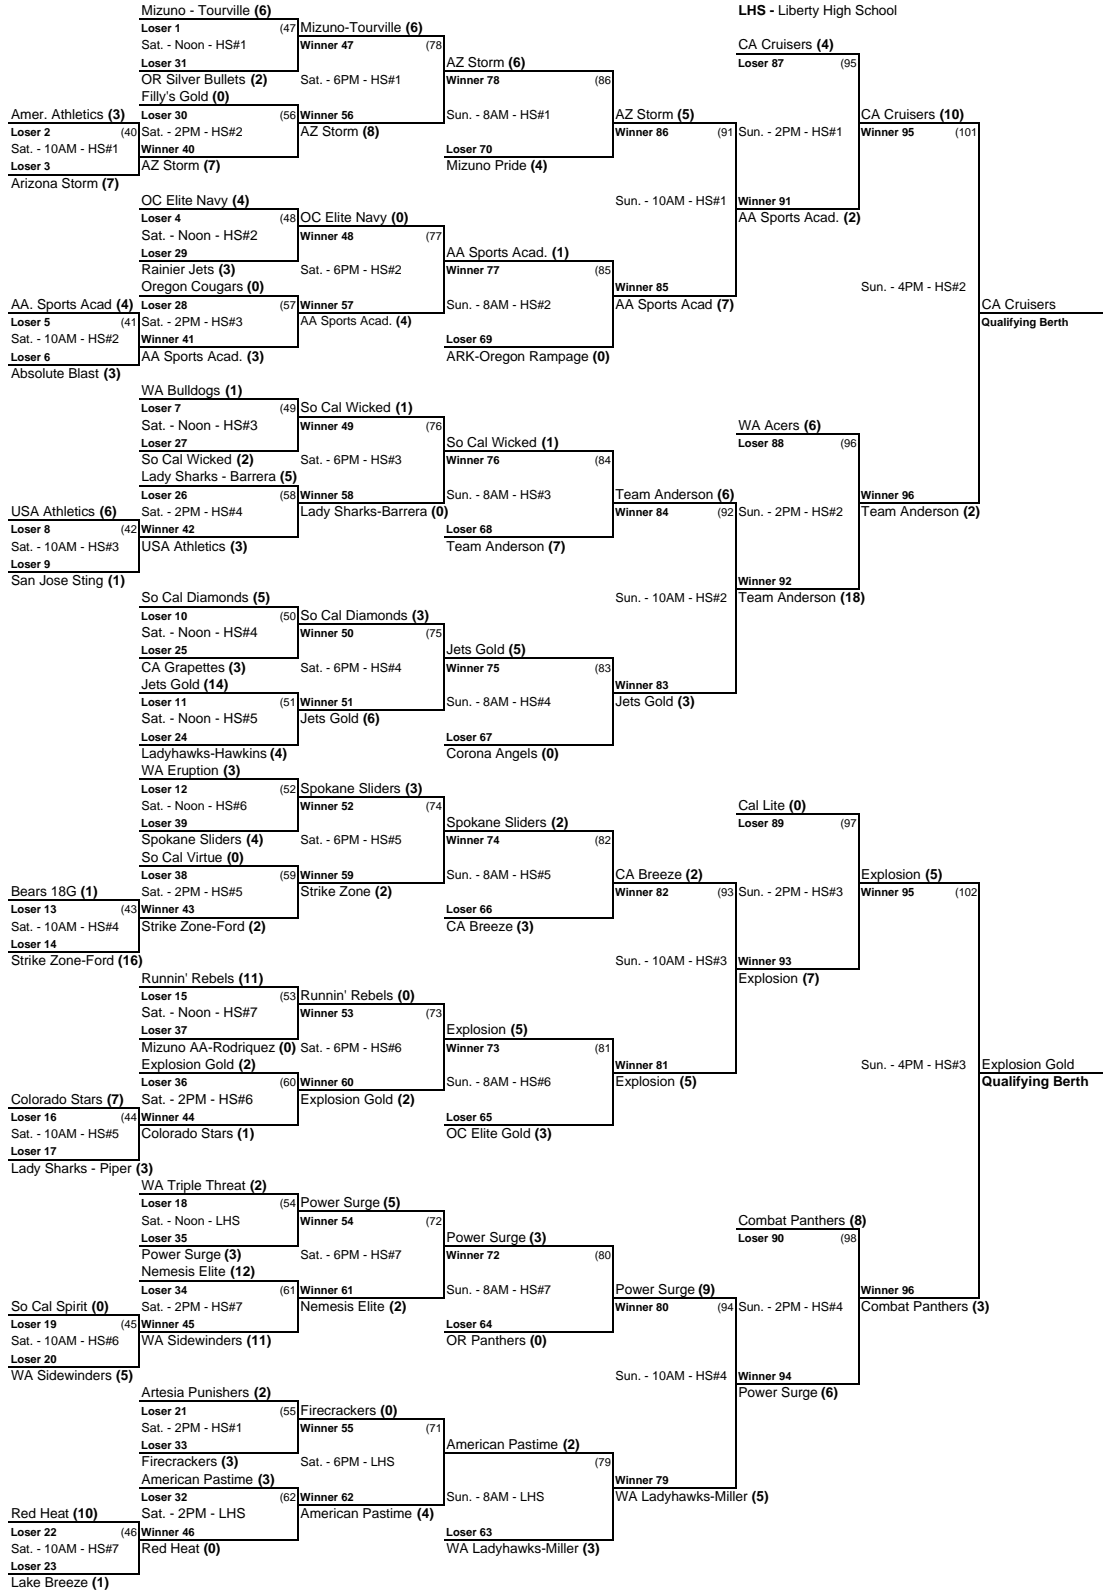 LHS - Liberty High School
Mizuno - Tourville (6)
Loser 1 (47
Sat. - Noon - HS#1
Loser 31
OR Silver Bullets (2)
Filly's Gold (0)
Loser 30 (56
Sat. - 2PM - HS#2
Winner 40
AZ Storm (7)
Amer. Athletics (3)
Loser 2 (40
Sat. - 10AM - HS#1
Loser 3
Arizona Storm (7)
Mizuno-Tourville (6)
Winner 47 (78
Sat. - 6PM - HS#1
Winner 56
AZ Storm (8)
AZ Storm (6)
Winner 78 (86
Sun. - 8AM - HS#1
Loser 70
Mizuno Pride (4)
AZ Storm (5)
Winner 86 (91
Sun. - 10AM - HS#1
CA Cruisers (4)
Loser 87 (95
Sun. - 2PM - HS#1
Winner 91
AA Sports Acad. (2)
CA Cruisers (10)
Winner 95 (101
Sun. - 4PM - HS#2
CA Cruisers
Qualifying Berth
OC Elite Navy (4)
Loser 4 (48
Sat. - Noon - HS#2
Loser 29
Rainier Jets (3)
Oregon Cougars (0)
Loser 28 (57
Sat. - 2PM - HS#3
Winner 41
AA Sports Acad. (3)
AA. Sports Acad (4)
Loser 5 (41
Sat. - 10AM - HS#2
Loser 6
Absolute Blast (3)
OC Elite Navy (0)
Winner 48 (77
Sat. - 6PM - HS#2
Winner 57
AA Sports Acad. (4)
AA Sports Acad. (1)
Winner 77 (85
Sun. - 8AM - HS#2
Loser 69
ARK-Oregon Rampage (0)
Winner 85
AA Sports Acad (7)
WA Bulldogs (1)
Loser 7 (49
Sat. - Noon - HS#3
Loser 27
So Cal Wicked (2)
Lady Sharks - Barrera (5)
Loser 26 (58
Sat. - 2PM - HS#4
Winner 42
USA Athletics (3)
USA Athletics (6)
Loser 8 (42
Sat. - 10AM - HS#3
Loser 9
San Jose Sting (1)
So Cal Wicked (1)
Winner 49 (76
Sat. - 6PM - HS#3
Winner 58
Lady Sharks-Barrera (0)
So Cal Wicked (1)
Winner 76 (84
Sun. - 8AM - HS#3
Loser 68
Team Anderson (7)
Team Anderson (6)
Winner 84 (92
Sun. - 10AM - HS#2
WA Acers (6)
Loser 88 (96
Sun. - 2PM - HS#2
Winner 92
Team Anderson (18)
Winner 96
Team Anderson (2)
So Cal Diamonds (5)
Loser 10 (50
Sat. - Noon - HS#4
Loser 25
CA Grapettes (3)
Jets Gold (14)
Loser 11 (51
Sat. - Noon - HS#5
Loser 24
Ladyhawks-Hawkins (4)
So Cal Diamonds (3)
Winner 50 (75
Sat. - 6PM - HS#4
Winner 51
Jets Gold (6)
Jets Gold (5)
Winner 75 (83
Sun. - 8AM - HS#4
Loser 67
Corona Angels (0)
Winner 83
Jets Gold (3)
WA Eruption (3)
Loser 12 (52
Sat. - Noon - HS#6
Loser 39
Spokane Sliders (4)
So Cal Virtue (0)
Loser 38 (59
Sat. - 2PM - HS#5
Winner 43
Strike Zone-Ford (2)
Bears 18G (1)
Loser 13 (43
Sat. - 10AM - HS#4
Loser 14
Strike Zone-Ford (16)
Spokane Sliders (3)
Winner 52 (74
Sat. - 6PM - HS#5
Winner 59
Strike Zone (2)
Spokane Sliders (2)
Winner 74 (82
Sun. - 8AM - HS#5
Loser 66
CA Breeze (3)
CA Breeze (2)
Winner 82 (93
Sun. - 10AM - HS#3
Cal Lite (0)
Loser 89 (97
Sun. - 2PM - HS#3
Winner 93
Explosion (7)
Explosion (5)
Winner 95 (102
Sun. - 4PM - HS#3
Explosion Gold
Qualifying Berth
Runnin' Rebels (11)
Loser 15 (53
Sat. - Noon - HS#7
Loser 37
Mizuno AA-Rodriquez (0)
Explosion Gold (2)
Loser 36 (60
Sat. - 2PM - HS#6
Winner 44
Colorado Stars (1)
Colorado Stars (7)
Loser 16 (44
Sat. - 10AM - HS#5
Loser 17
Lady Sharks - Piper (3)
Runnin' Rebels (0)
Winner 53 (73
Sat. - 6PM - HS#6
Winner 60
Explosion Gold (2)
Explosion (5)
Winner 73 (81
Sun. - 8AM - HS#6
Loser 65
OC Elite Gold (3)
Winner 81
Explosion (5)
WA Triple Threat (2)
Loser 18 (54
Sat. - Noon - LHS
Loser 35
Power Surge (3)
Nemesis Elite (12)
Loser 34 (61
Sat. - 2PM - HS#7
Winner 45
WA Sidewinders (11)
So Cal Spirit (0)
Loser 19 (45
Sat. - 10AM - HS#6
Loser 20
WA Sidewinders (5)
Power Surge (5)
Winner 54 (72
Sat. - 6PM - HS#7
Winner 61
Nemesis Elite (2)
Power Surge (3)
Winner 72 (80
Sun. - 8AM - HS#7
Loser 64
OR Panthers (0)
Power Surge (9)
Winner 80 (94
Sun. - 10AM - HS#4
Combat Panthers (8)
Loser 90 (98
Sun. - 2PM - HS#4
Winner 94
Power Surge (6)
Winner 96
Combat Panthers (3)
Artesia Punishers (2)
Loser 21 (55
Sat. - 2PM - HS#1
Loser 33
Firecrackers (3)
American Pastime (3)
Loser 32 (62
Sat. - 2PM - LHS
Winner 46
Red Heat (0)
Red Heat (10)
Loser 22 (46
Sat. - 10AM - HS#7
Loser 23
Lake Breeze (1)
Firecrackers (0)
Winner 55 (71
Sat. - 6PM - LHS
Winner 62
American Pastime (4)
American Pastime (2)
(79
Sun. - 8AM - LHS
Loser 63
WA Ladyhawks-Miller (3)
Winner 79
WA Ladyhawks-Miller (5)